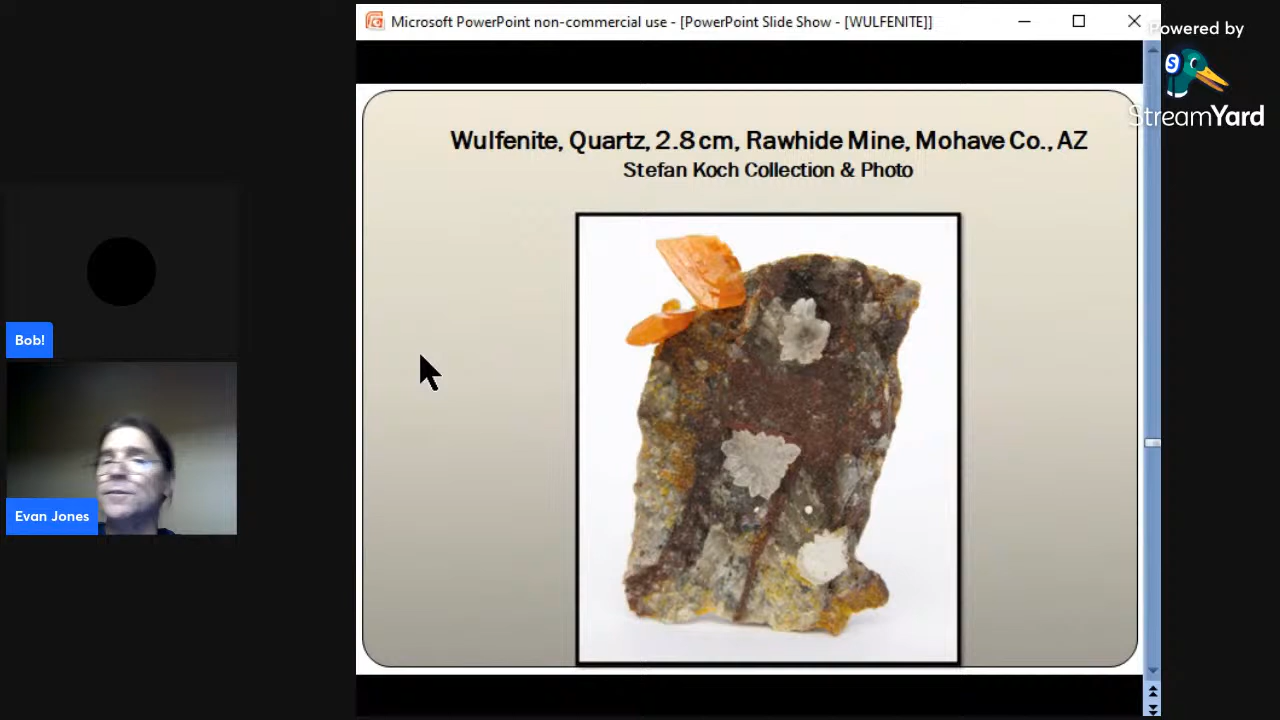 Microsoft PowerPoint non-commercial use - [PowerPoint Slide Show - [WULFENITE]]
Powered by
S
StreamYard
Wulfenite, Quartz, 2.8 cm, Rawhide Mine, Mohave Co., AZ
Stefan Koch Collection & Photo
Bob!
Evan Jones